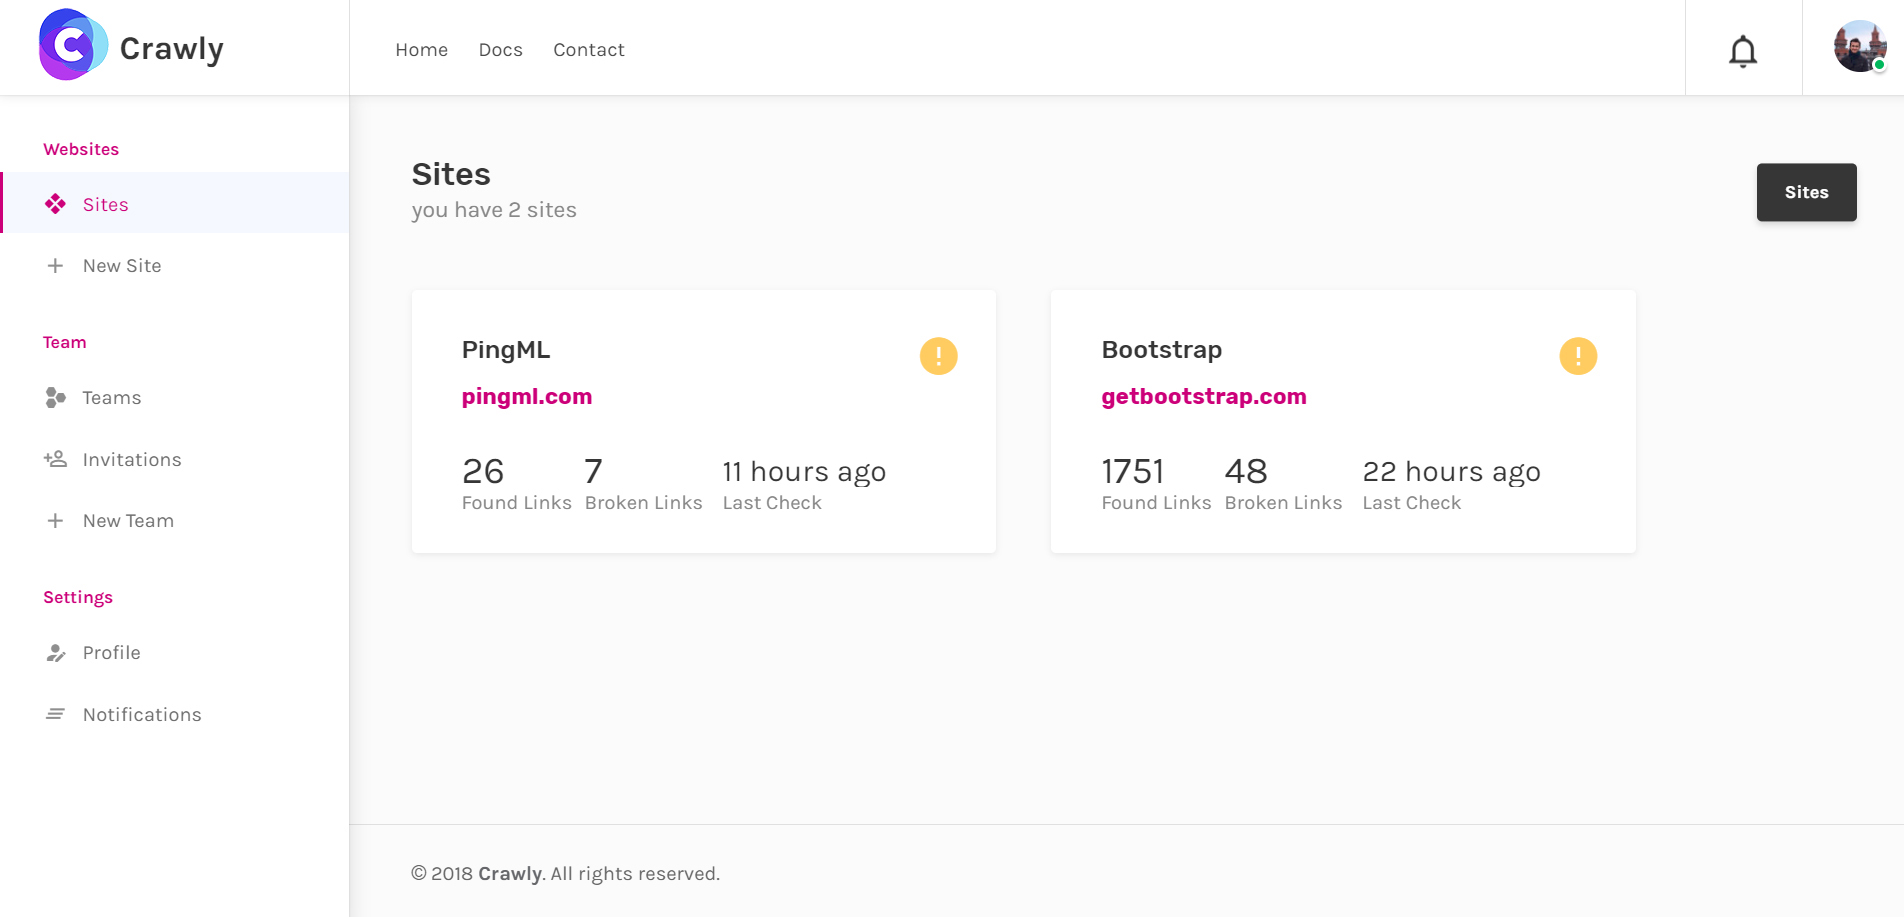 Crawly
Home Docs Contact
Websites
Sites
New Site
Team
Teams
Invitations
New Team
Settings
Profile
Notifications
Sites
you have 2 sites
Sites
PingML
pingml.com
26 7 11 hours ago
Found Links Broken Links Last Check
Bootstrap
getbootstrap.com
1751 48 22 hours ago
Found Links Broken Links Last Check
© 2018 Crawly. All rights reserved.